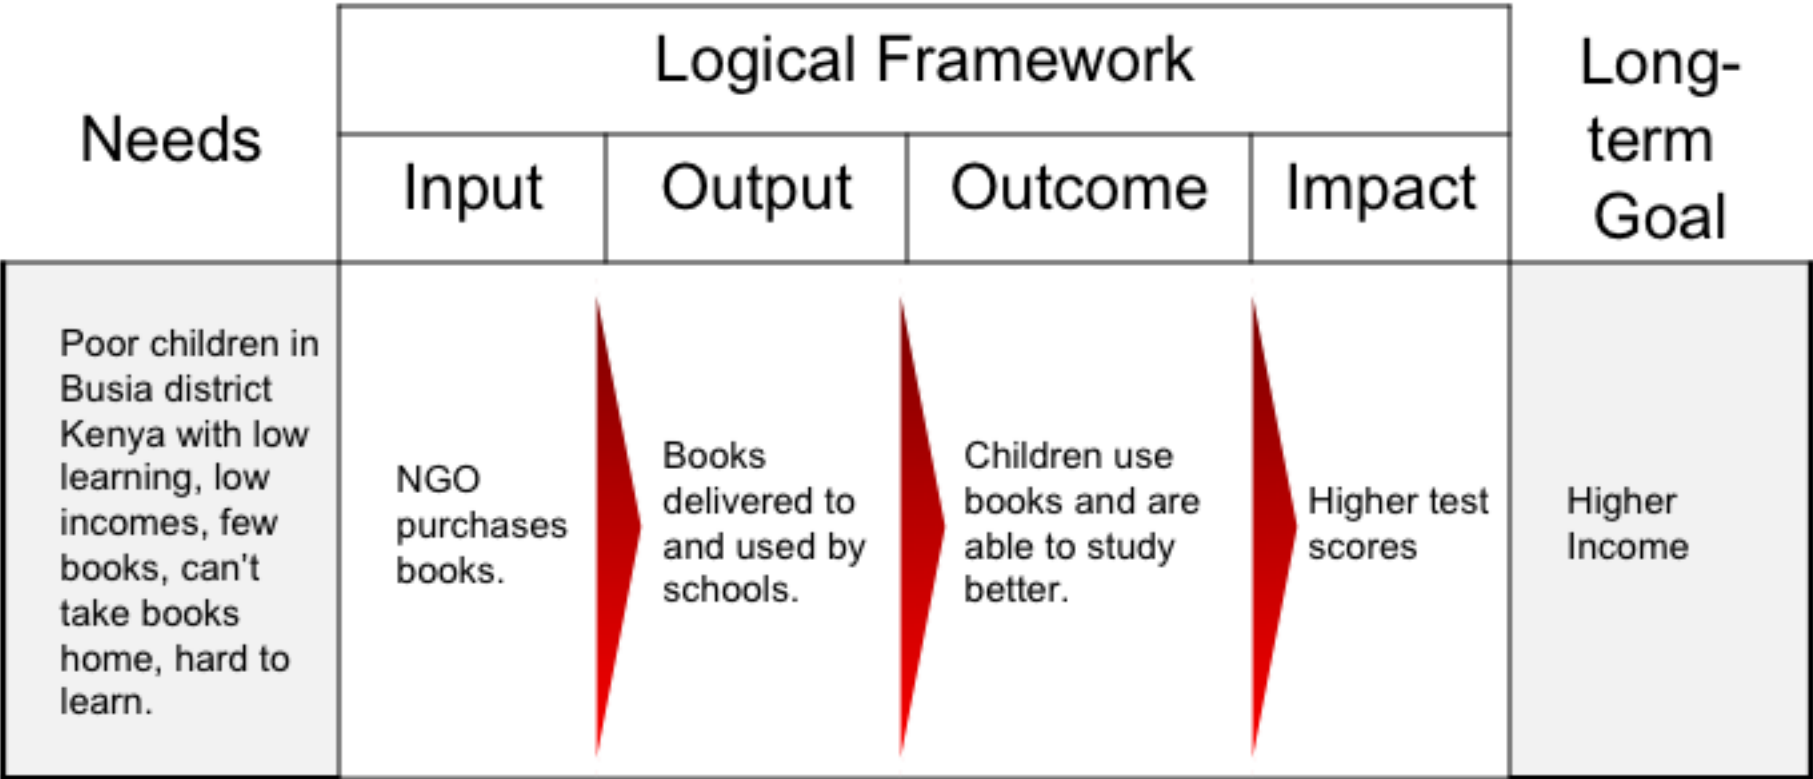 Needs
Logical Framework
Input
Output
Outcome
Impact
Long-
term
Goal
Poor children in
Busia district
Kenya with low
learning, low
incomes, few
books, can't
take books
home, hard to
learn.
NGO
purchases
books.
Books
delivered to
and used by
schools.
Children use
books and are
able to study
better.
Higher test
scores
Higher
Income